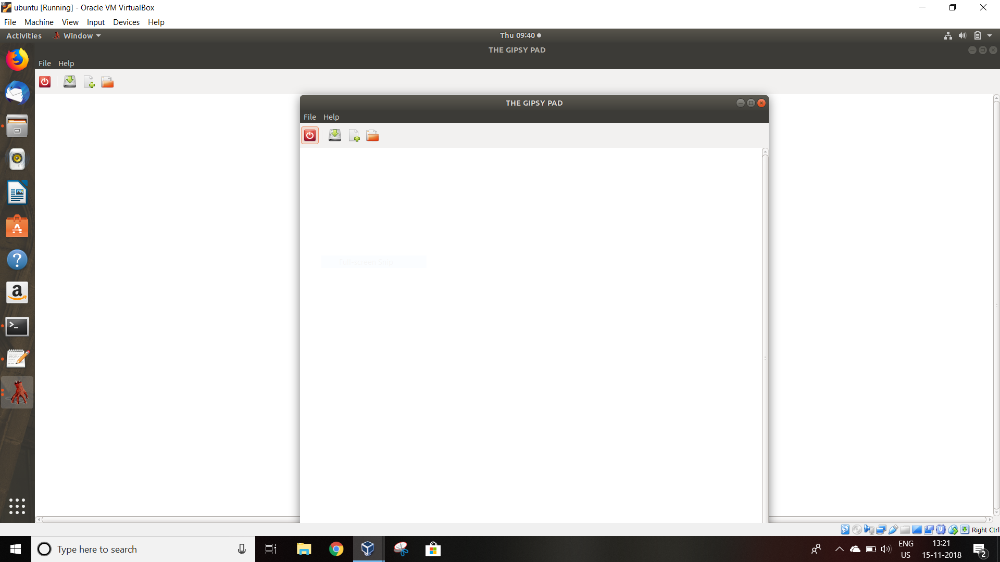 ubuntu [Running] - Oracle VM VirtualBox
File Machine View Input Devices Help
Activities Window Thu 09:40
THE GIPSY PAD
File Help
THE GIPSY PAD
File Help
Full-screen Snip
Right Ctrl
Type here to search
ENG
US
13:21
15-11-2018
2